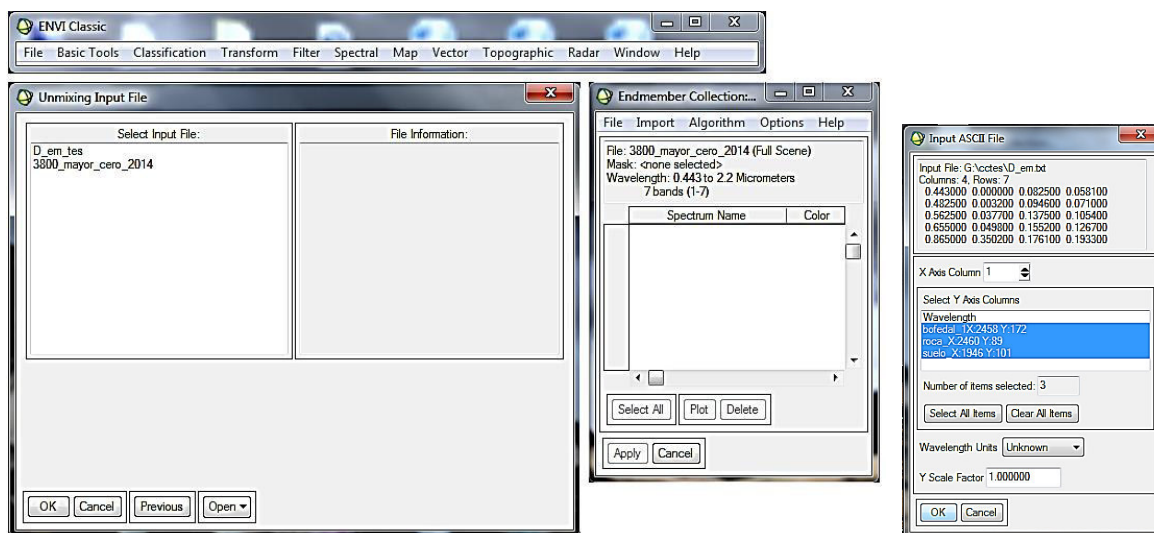 ENVI Classic
File Basic Tools Classification Transform Filter Spectral Map Vector Topographic Radar Window Help
Unmixing Input File
Select Input File:
File Information:
D_em_tes
3800_mayor_cero_2014
OK Cancel Previous Open
Endmember Collection:...
File Import Algorithm Options Help
File: 3800_mayor_cero_2014 (Full Scene)
Mask: <none selected>
Wavelength: 0.443 to 2.2 Micrometers
7 bands (1-7)
Spectrum Name Color
Select All Plot Delete
Apply Cancel
Input ASCII File
Input File: G:\cctes\D_em.txt
Columns: 4, Rows: 7
0.443000 0.000000 0.082500 0.058100
0.482500 0.003200 0.094600 0.071000
0.562500 0.037700 0.137500 0.105400
0.655000 0.049800 0.155200 0.126700
0.865000 0.350200 0.176100 0.193300
X Axis Column 1
Select Y Axis Columns
Wavelength
bofedal_1X:2458 Y:172
roca_X:2460 Y:89
suelo_X:1946 Y:101
Number of items selected: 3
Select All Items Clear All Items
Wavelength Units Unknown
Y Scale Factor 1.000000
OK Cancel